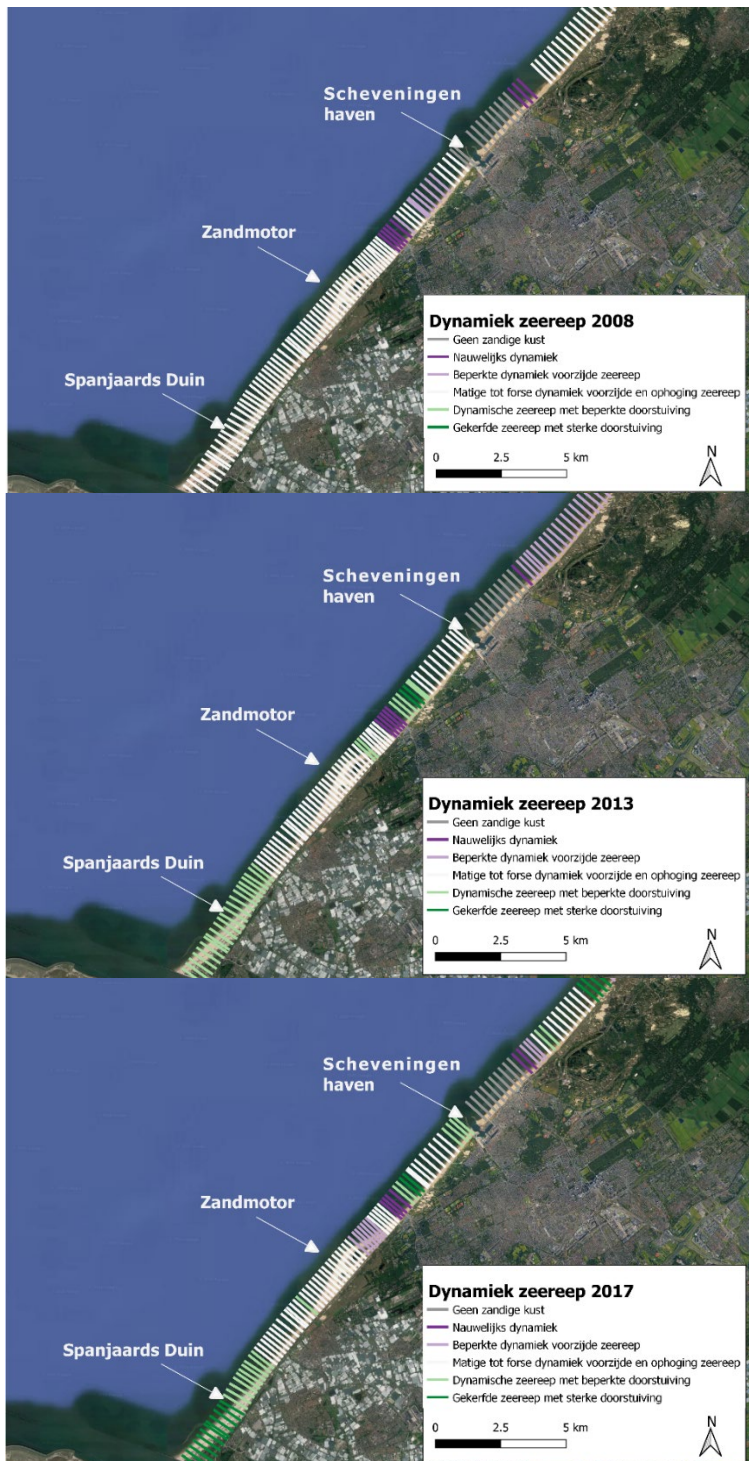 Scheveningen
haven
Zandmotor
Spanjaards Duin
Dynamiek zeereep 2008
Geen zandige kust
Nauwelijks dynamiek
Beperkte dynamiek voorzijde zeereep
Matige tot forse dynamiek voorzijde en ophoging zeereep
Dynamische zeereep met beperkte doorstuiving
Gekerfde zeereep met sterke doorstuiving
N
0 2.5 5 km
Scheveningen
haven
Zandmotor
Spanjaards Duin
Dynamiek zeereep 2013
Geen zandige kust
Nauwelijks dynamiek
Beperkte dynamiek voorzijde zeereep
Matige tot forse dynamiek voorzijde en ophoging zeereep
Dynamische zeereep met beperkte doorstuiving
Gekerfde zeereep met sterke doorstuiving
N
0 2.5 5 km
Scheveningen
haven
Zandmotor
Spanjaards Duin
Dynamiek zeereep 2017
Geen zandige kust
Nauwelijks dynamiek
Beperkte dynamiek voorzijde zeereep
Matige tot forse dynamiek voorzijde en ophoging zeereep
Dynamische zeereep met beperkte doorstuiving
Gekerfde zeereep met sterke doorstuiving
N
0 2.5 5 km